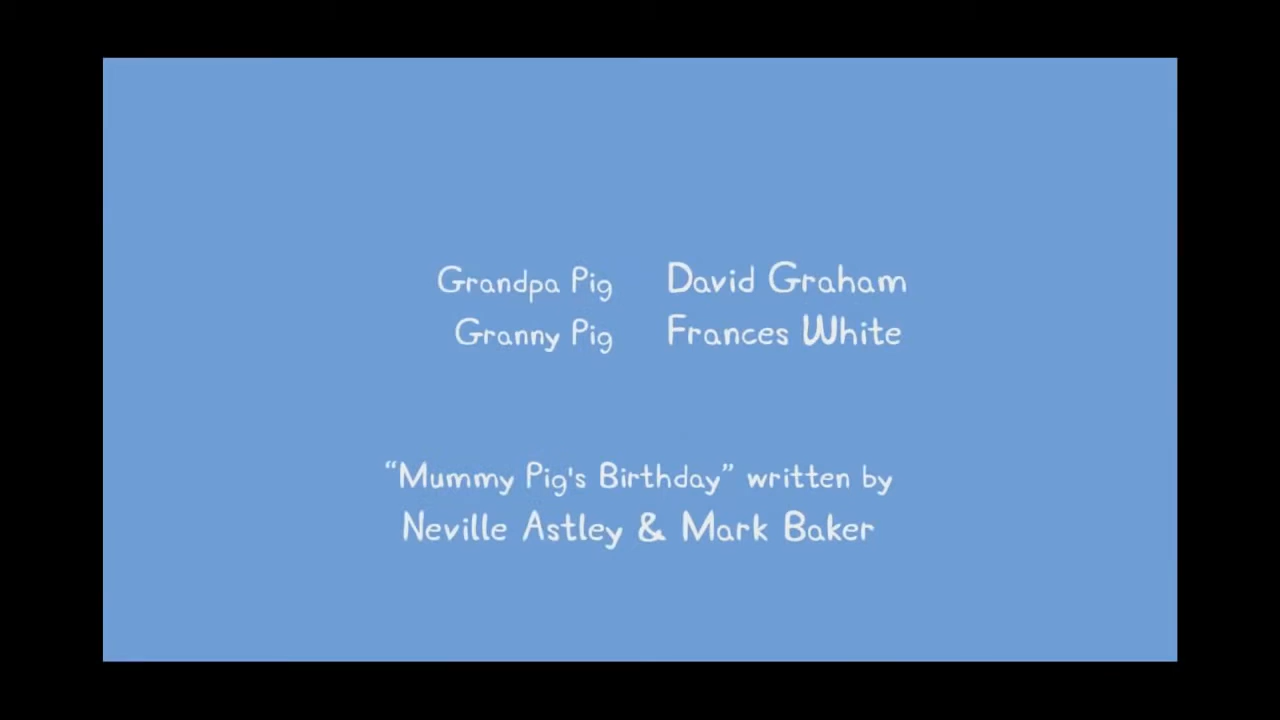 Grandpa Pig David Graham
Granny Pig Frances White
“Mummy Pig's Birthday” written by
Neville Astley & Mark Baker